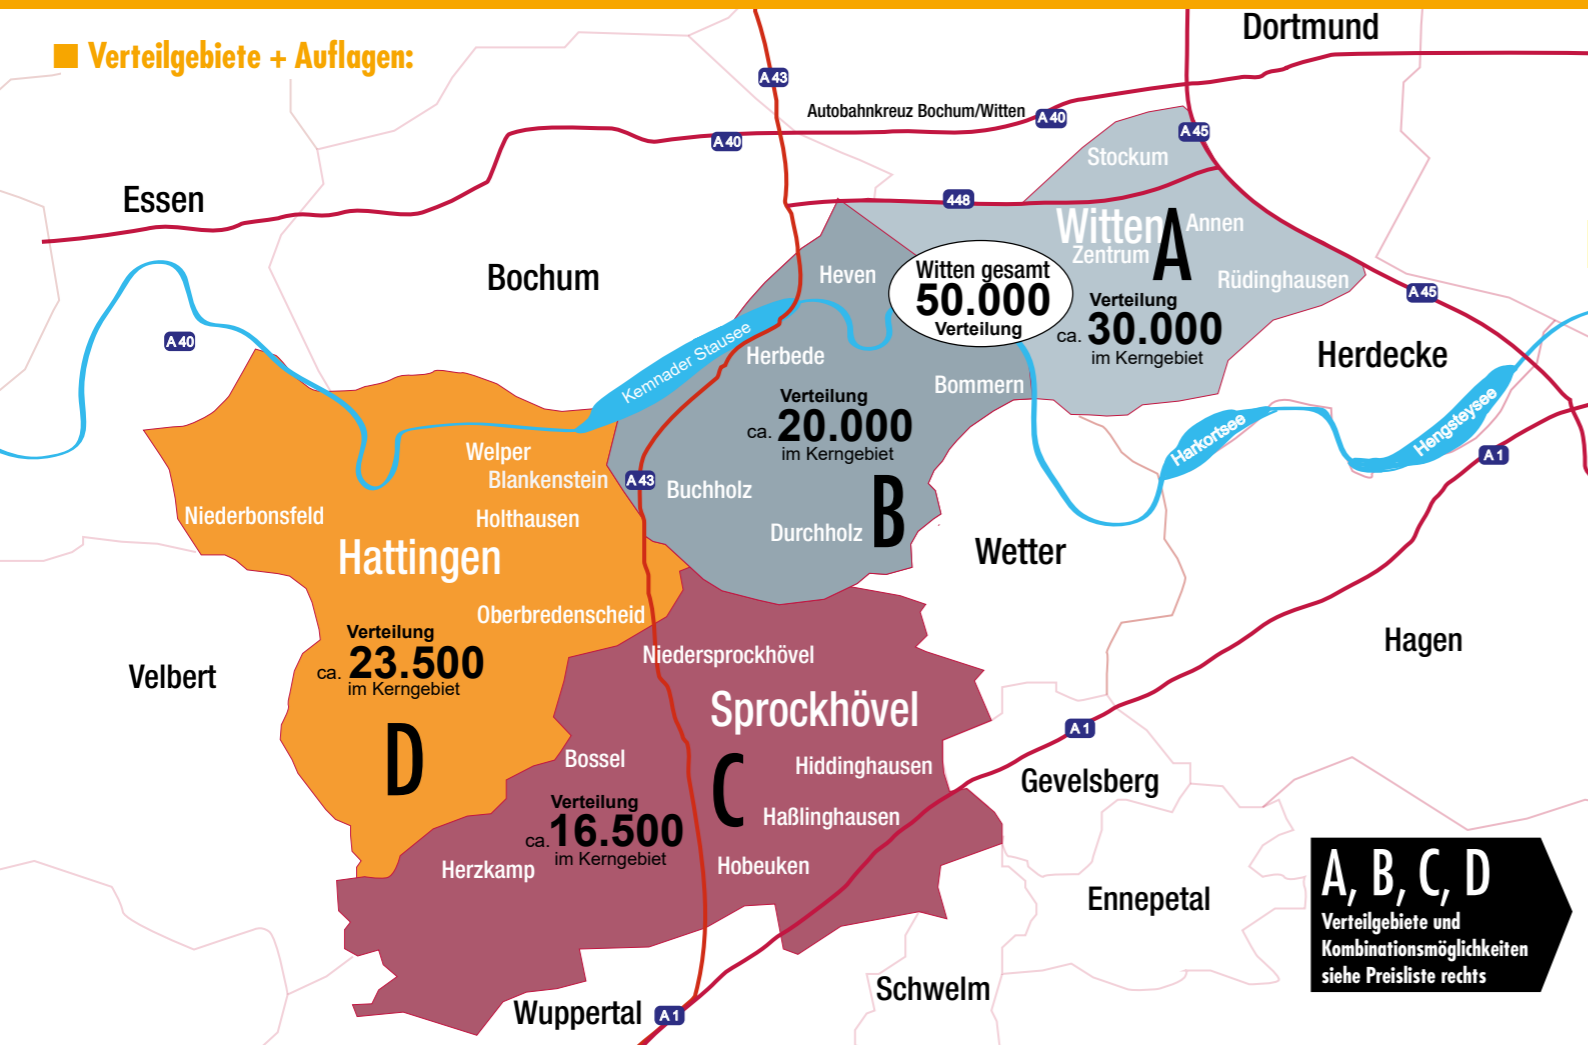 Verteilgebiete + Auflagen:
Dortmund
A 43
Autobahnkreuz Bochum/Witten
A 40
A 40
A 45
Stockum
Essen
448
Witten
A
Annen
Zentrum
Bochum
Heven
Witten gesamt
50.000
Verteilung
Rüdinghausen
Verteilung
ca. 30.000
im Kerngebiet
A 45
A 40
Kemnader Stausee
Herbede
Herdecke
Bommern
Verteilung
ca. 20.000
im Kerngebiet
Harkortsee
Hengsteysee
A 1
Welper
Blankenstein
A 43
Buchholz
B
Niederbonsfeld
Holthausen
Durchholz
Hattingen
Wetter
Oberbredenscheid
Verteilung
ca. 23.500
im Kerngebiet
Hagen
Velbert
Niedersprockhövel
Sprockhövel
D
A 1
Bossel
C
Hiddinghausen
Gevelsberg
Verteilung
ca. 16.500
im Kerngebiet
Haßlinghausen
Herzkamp
Hobeuken
Ennepetal
A, B, C, D
Verteilgebiete und
Kombinationsmöglichkeiten
siehe Preisliste rechts
Schwelm
Wuppertal
A 1